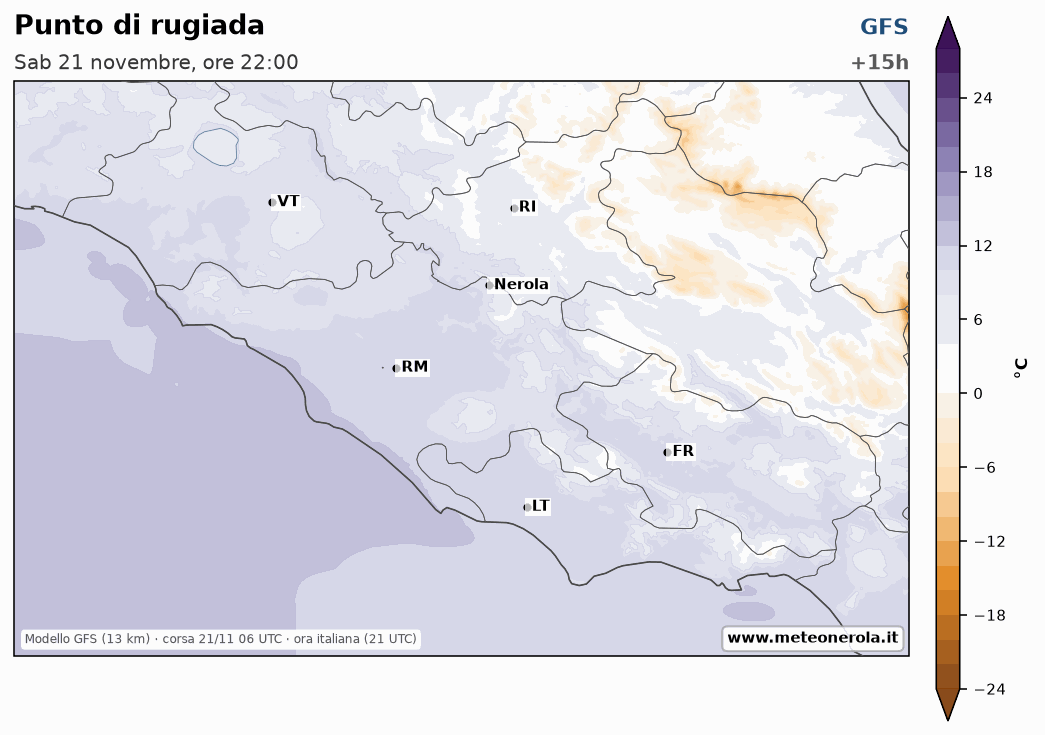 Punto di rugiada
GFS
Sab 21 novembre, ore 22:00
+15h
VT
RI
Nerola
RM
FR
LT
Modello GFS (13 km) · corsa 21/11 06 UTC · ora italiana (21 UTC)
www.meteonerola.it
24
18
12
6
0
−6
−12
−18
−24
°C